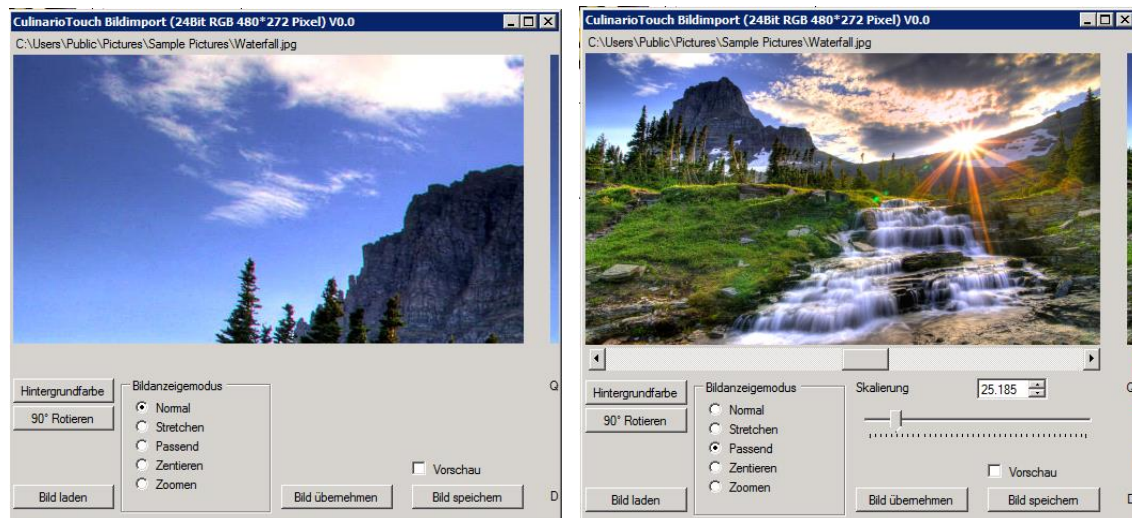 CulinarioTouch Bildimport (24Bit RGB 480*272 Pixel) V0.0
C:\Users\Public\Pictures\Sample Pictures\Waterfall.jpg
Hintergrundfarbe
90° Rotieren
Bildanzeigemodus
Normal
Stretchen
Passend
Zentieren
Zoomen
Q
Vorschau
Bild laden
Bild übernehmen
Bild speichern
D
CulinarioTouch Bildimport (24Bit RGB 480*272 Pixel) V0.0
C:\Users\Public\Pictures\Sample Pictures\Waterfall.jpg
Hintergrundfarbe
90° Rotieren
Bildanzeigemodus
Normal
Stretchen
Passend
Zentieren
Zoomen
Skalierung
25.185
Vorschau
Bild laden
Bild übernehmen
Bild speichern